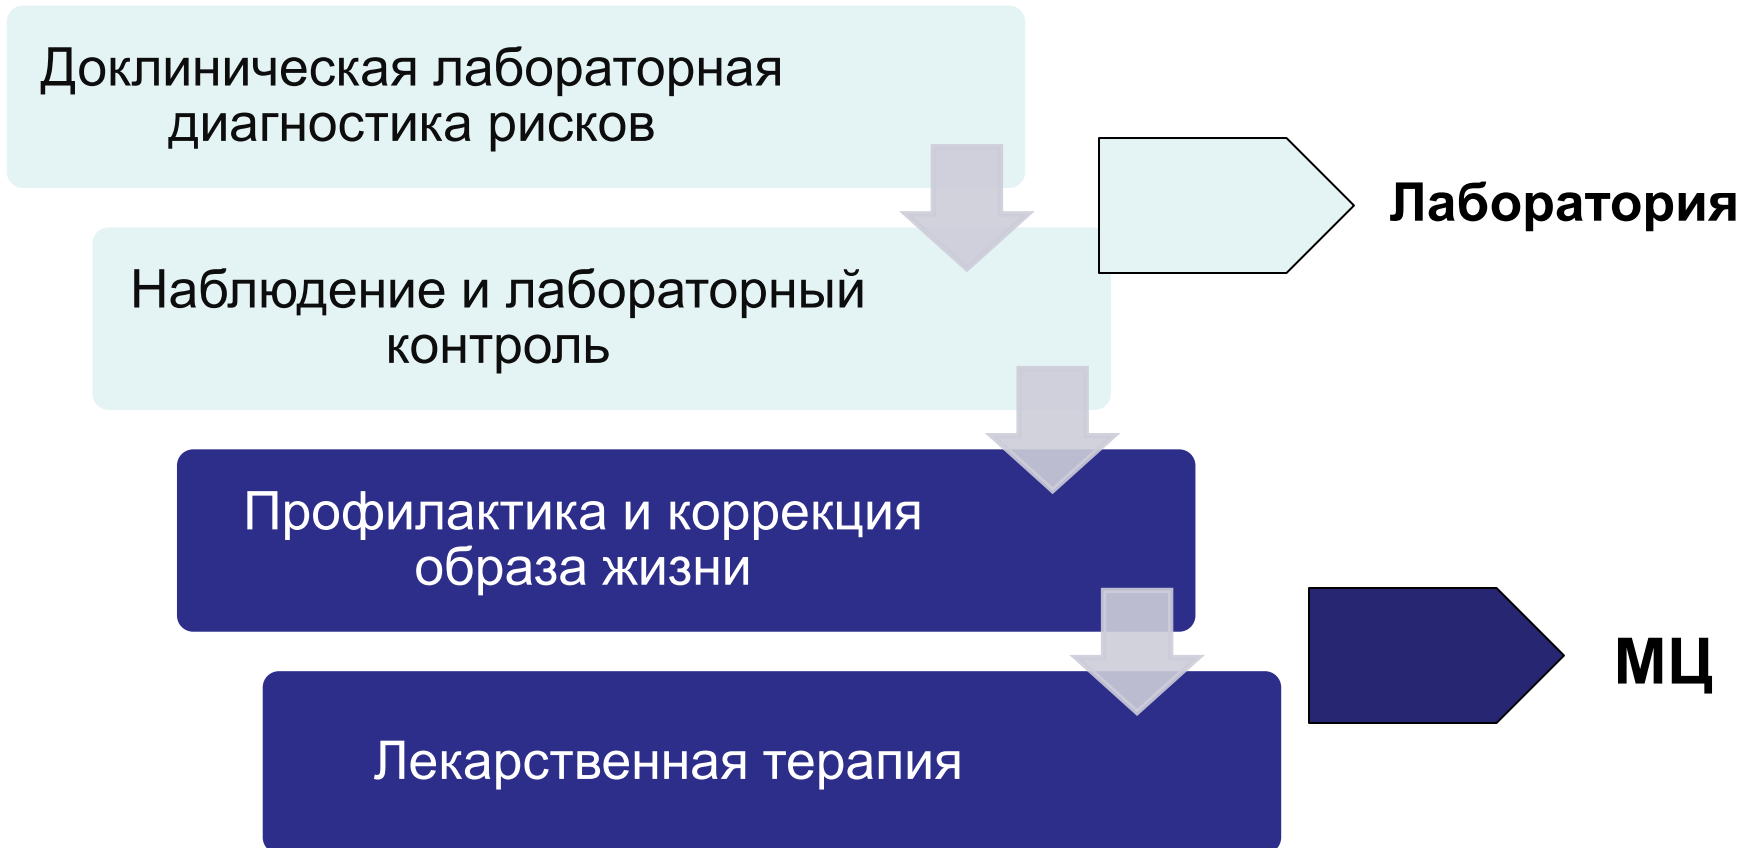 Доклиническая лабораторная
диагностика рисков
Лаборатория
Наблюдение и лабораторный
контроль
Профилактика и коррекция
образа жизни
МЦ
Лекарственная терапия